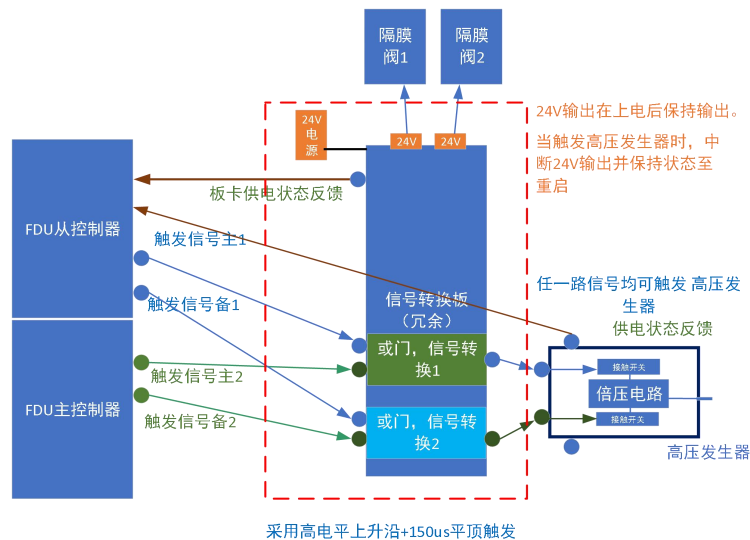 隔膜
阀1
隔膜
阀2
24V
电
源
24V
24V
24V输出在上电后保持输出。
当触发高压发生器时，中
断24V输出并保持状态至
重启
板卡供电状态反馈
FDU从控制器
触发信号主1
触发信号备1
信号转换板
（冗余）
任一路信号均可触发 高压发
生器
供电状态反馈
或门，信号转
换1
触发信号主2
接触开关
倍压电路
接触开关
FDU主控制器
触发信号备2
或门，信号转
换2
高压发生器
采用高电平上升沿+150us平顶触发